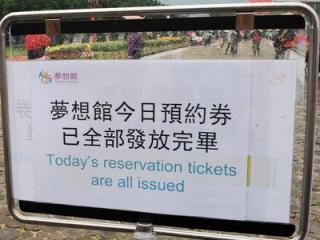 夢想館
夢想館今日預約券
已全部發放完畢
Today's reservation tickets
are all issued